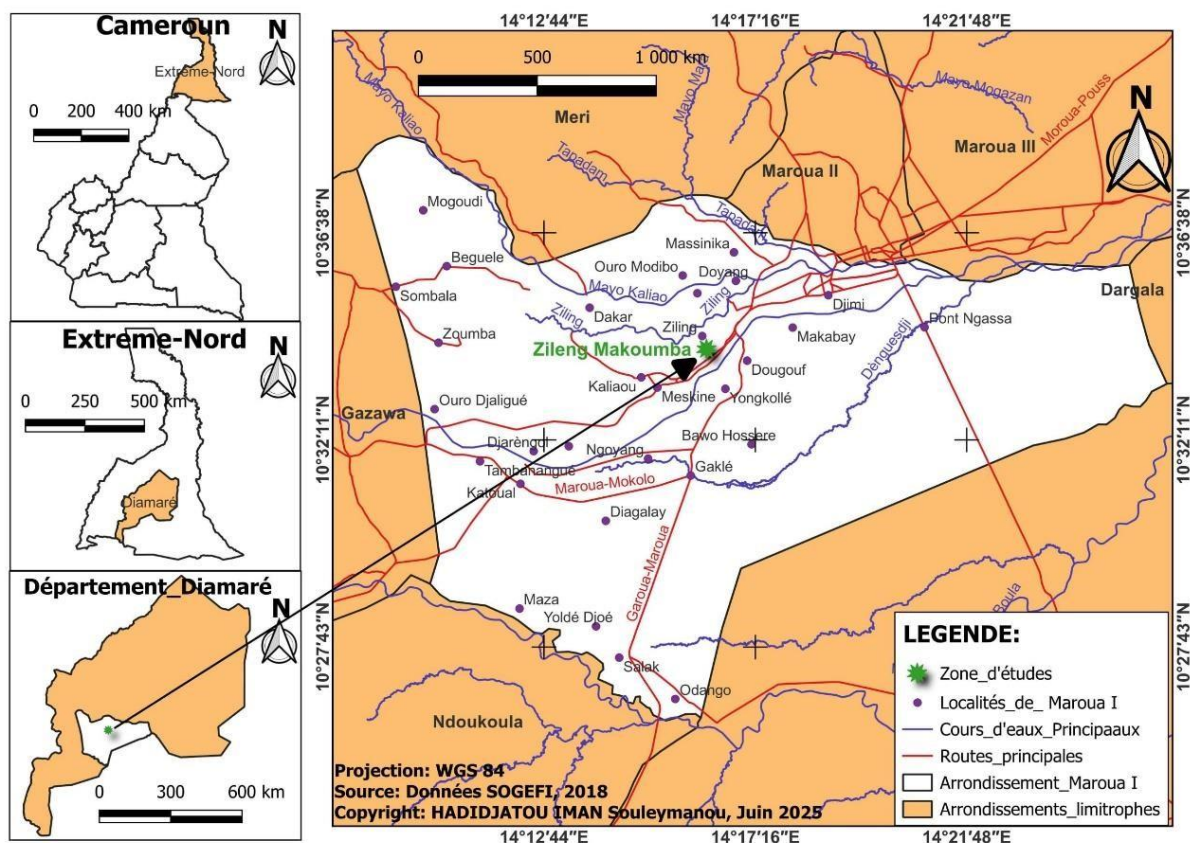 Cameroun
Extrême-Nord
N
0 200 400 km
Extreme-Nord
N
0 250 500 km
Diamaré
Département_Diamaré
N
0 300 600 km
14°12'44"E 14°17'16"E 14°21'48"E
0 500 1 000 km
N
Mayo Kaliao
Meri
Mayo Mogazan
Moroua-Pouss
Maroua III
Maroua II
Tapadam
Tapadam
Mogoudi
Massinika
Beguele
Ouro Modibo
Doyang
Mayo Kaliao
Ziling
Dargala
Sombala
Dakar
Ziling
Djimi
Pont Ngassa
Zoumba
Ziling
Makabay
Zileng Makoumba
Dènguesdji
Dougouf
Kaliaou
Meskine
Yongkollé
Gazawa
Ouro Djaligué
Bawo Hossere
Djarèngol
Ngoyang
Tambanangué
Gaklé
Katoual
Maroua-Mokolo
Diagalay
Garoua-Maroua
Maza
Yoldé Djoé
Boula
Salak
Odango
Ndoukoula
10°36'38"N
10°32'11"N
10°27'43"N
10°36'38"N
10°32'11"N
10°27'43"N
LEGENDE:
Zone_d'études
Localités_de_ Maroua I
Cours_d'eaux_Principaaux
Routes_principales
Arrondissement_Maroua I
Arrondissements_limitrophes
Projection: WGS 84
Source: Données SOGEFI, 2018
Copyright: HADIDJATOU IMAN Souleymanou, Juin 2025
14°12'44"E 14°17'16"E 14°21'48"E